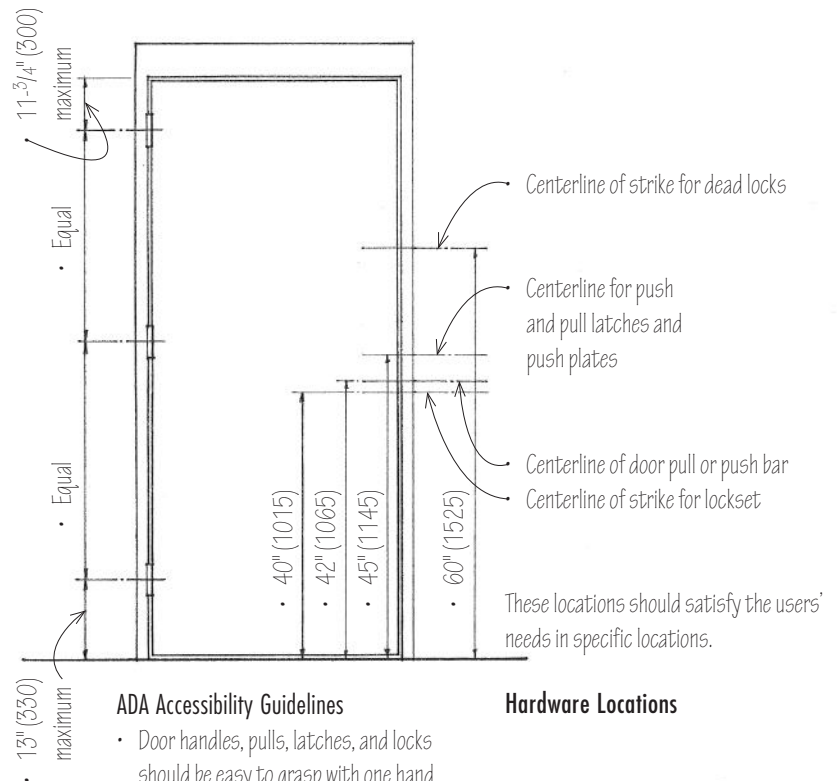 11-3/4" (300)
maximum
• Equal
• Equal
• 13" (330)
maximum
• 40" (1015)
• 42" (1065)
• 45" (1145)
• 60" (1525)
• Centerline of strike for dead locks
• Centerline for push
and pull latches and
push plates
• Centerline of door pull or push bar
• Centerline of strike for lockset
These locations should satisfy the users'
needs in specific locations.
Hardware Locations
ADA Accessibility Guidelines
• Door handles, pulls, latches, and locks
should be easy to grasp with one hand